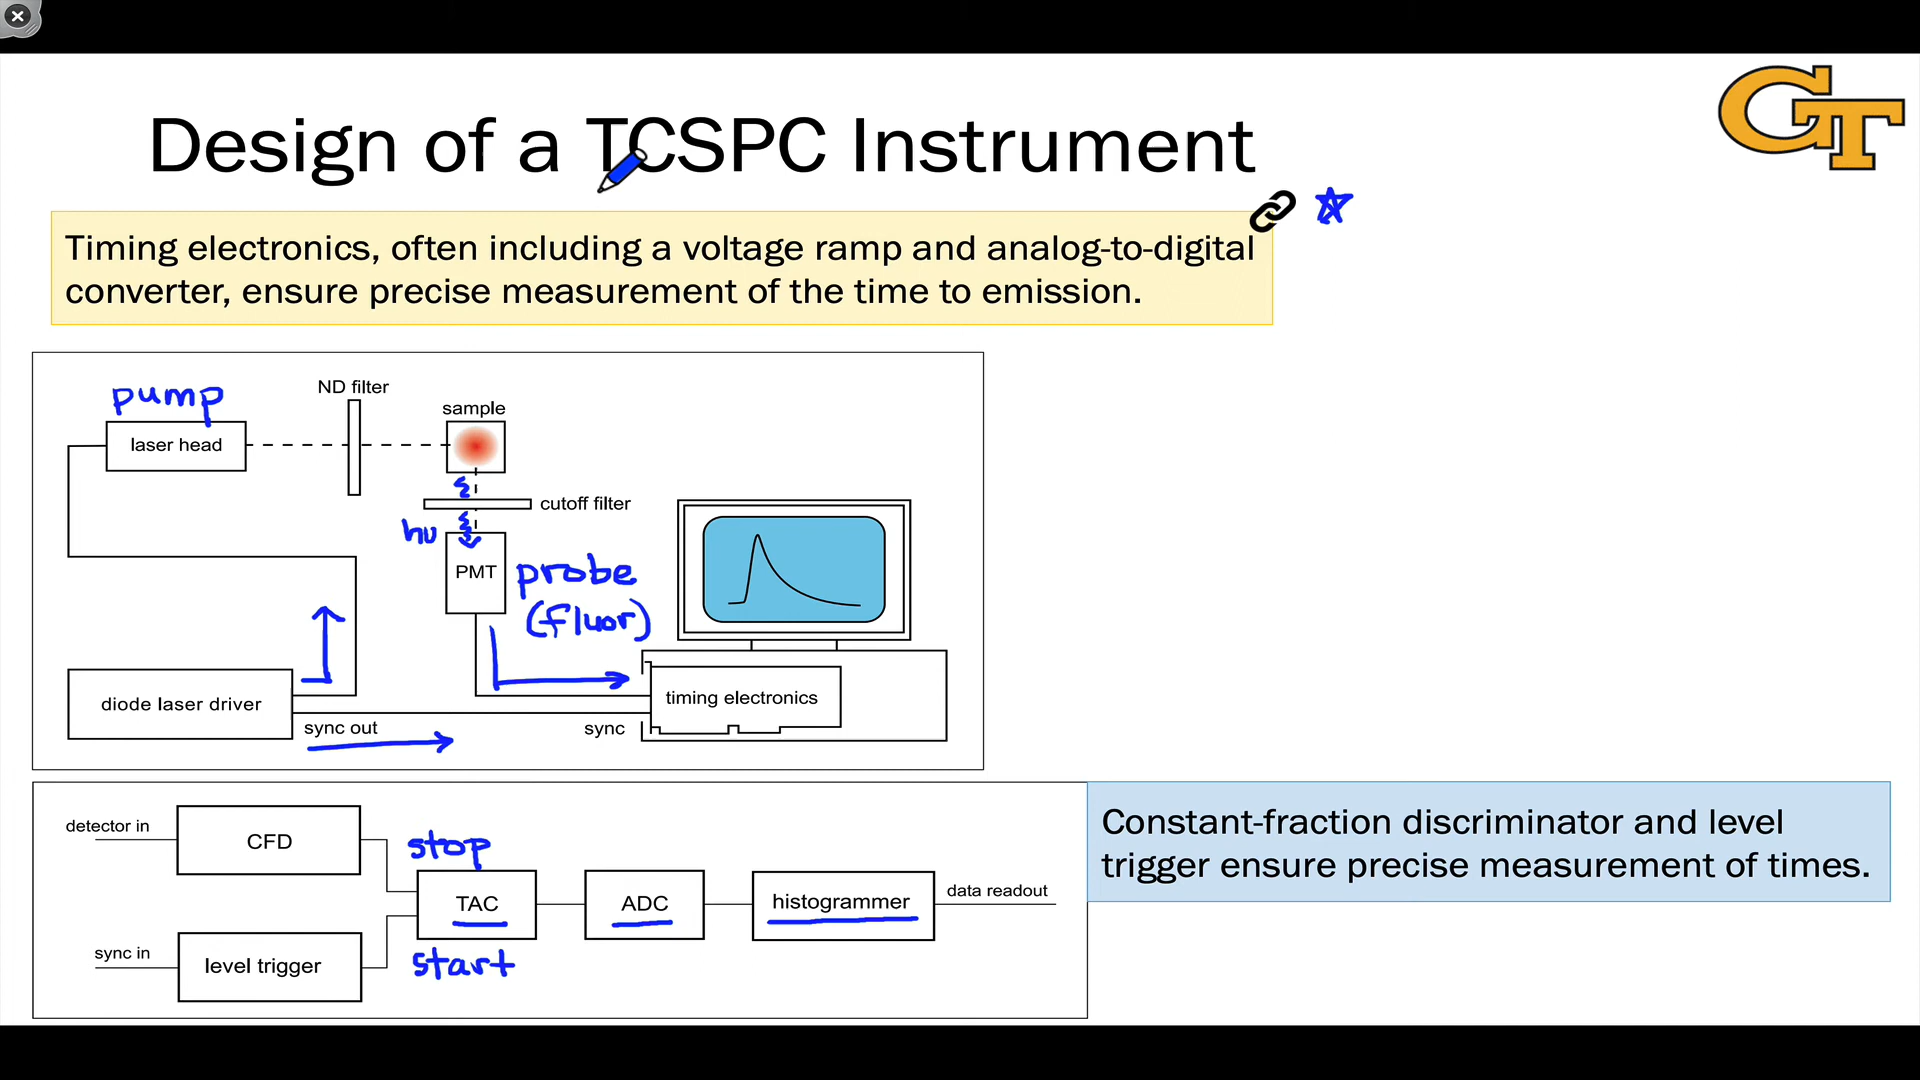 Design of a TCSPC Instrument
GT
Timing electronics, often including a voltage ramp and analog-to-digital
converter, ensure precise measurement of the time to emission.
pump
ND filter
sample
laser head
cutoff filter
hν
PMT
probe
(fluor)
diode laser driver
timing electronics
sync out
sync
detector in
CFD
stop
TAC
ADC
histogrammer
data readout
sync in
level trigger
start
Constant-fraction discriminator and level
trigger ensure precise measurement of times.